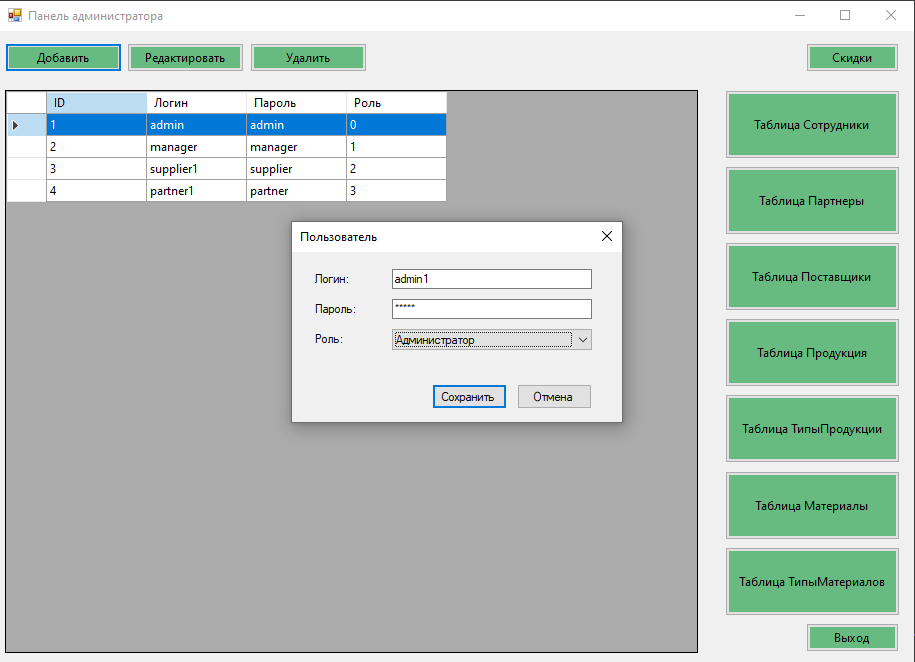 Панель администратора
Добавить Редактировать Удалить Скидки
ID Логин Пароль Роль
1 admin admin 0
2 manager manager 1
3 supplier1 supplier 2
4 partner1 partner 3
Пользователь
Логин: admin1
Пароль: *****
Роль: Администратор
Сохранить Отмена
Таблица Сотрудники
Таблица Партнеры
Таблица Поставщики
Таблица Продукция
Таблица ТипыПродукции
Таблица Материалы
Таблица ТипыМатериалов
Выход